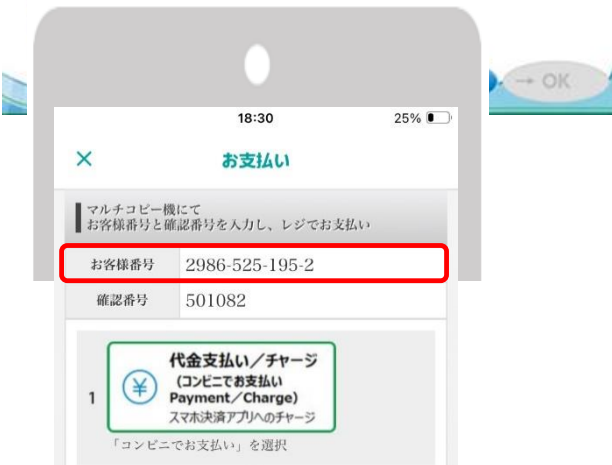 → OK
18:30
25%
×
お支払い
マルチコピー機にて
お客様番号と確認番号を入力し、レジでお支払い
お客様番号 2986-525-195-2
確認番号 501082
1
¥
代金支払い／チャージ
(コンビニでお支払い
Payment／Charge)
スマホ決済アプリへのチャージ
「コンビニでお支払い」を選択